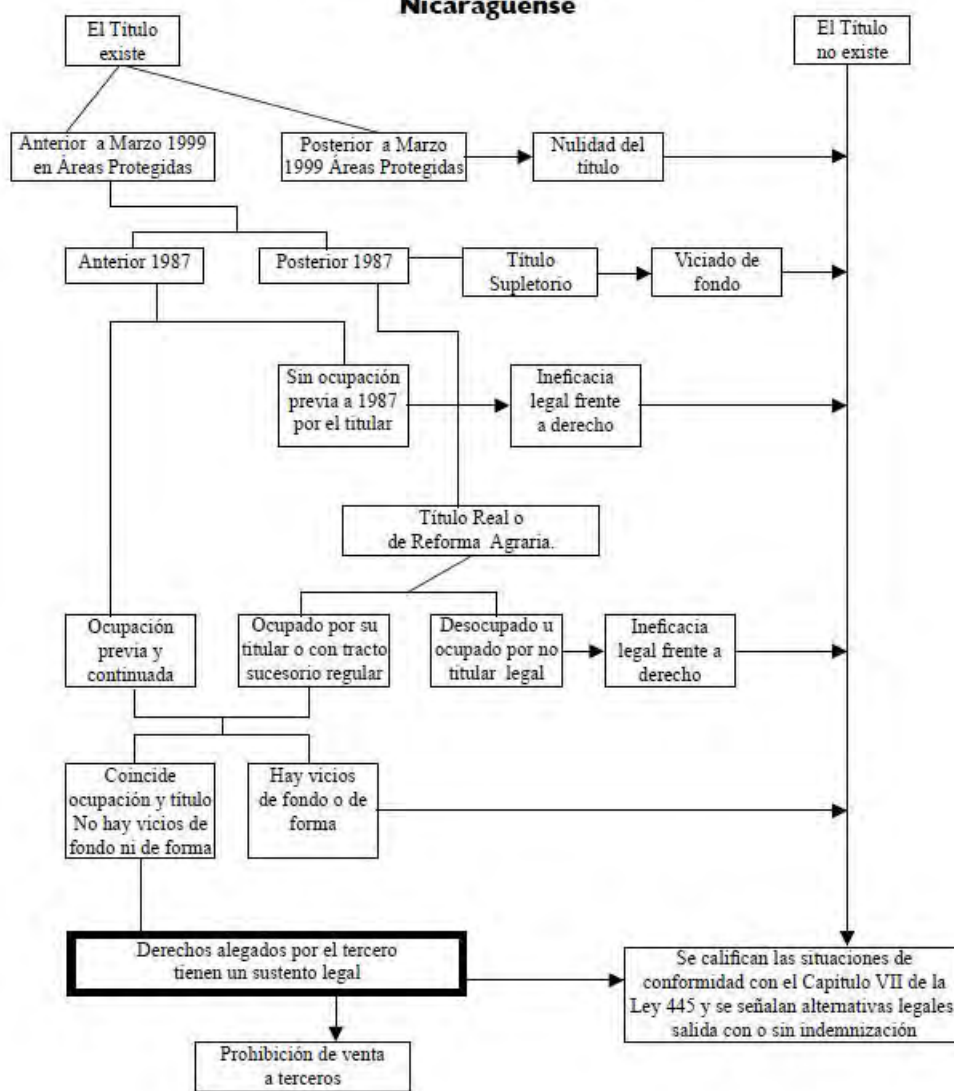 Nicaragüense
El Título
existe
El Título
no existe
Anterior a Marzo 1999
en Áreas Protegidas
Posterior a Marzo
1999 Áreas Protegidas
Nulidad del
título
Anterior 1987
Posterior 1987
Título
Supletorio
Viciado de
fondo
Sin ocupación
previa a 1987
por el titular
Ineficacia
legal frente
a derecho
Título Real o
de Reforma Agraria.
Ocupación
previa y
continuada
Ocupado por su
titular o con tracto
sucesorio regular
Desocupado u
ocupado por no
titular legal
Ineficacia
legal frente a
derecho
Coincide
ocupación y título
No hay vicios de
fondo ni de forma
Hay vicios
de fondo o de
forma
Derechos alegados por el tercero
tienen un sustento legal
Se califican las situaciones de
conformidad con el Capítulo VII de la
Ley 445 y se señalan alternativas legales
salida con o sin indemnización
Prohibición de venta
a terceros